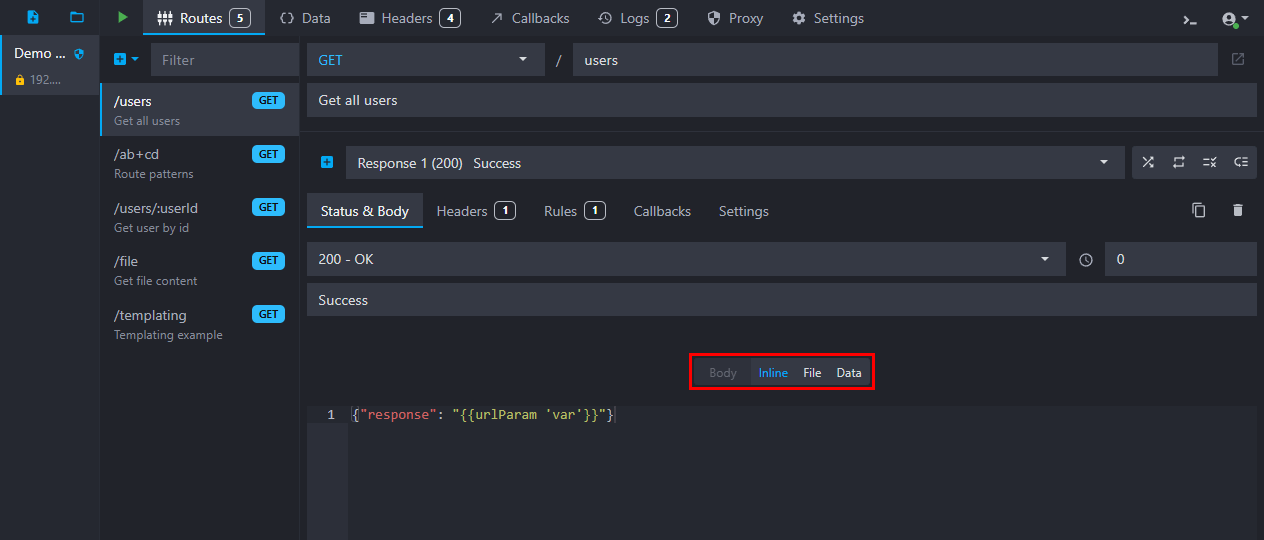 Routes 5 Data Headers 4 Callbacks Logs 2 Proxy Settings
Demo ...
192....
Filter
/users GET
Get all users
/ab+cd GET
Route patterns
/users/:userId GET
Get user by id
/file GET
Get file content
/templating GET
Templating example
GET / users
Get all users
Response 1 (200) Success
Status & Body Headers 1 Rules 1 Callbacks Settings
200 - OK 0
Success
Body Inline File Data
1 {"response": "{{urlParam 'var'}}"}